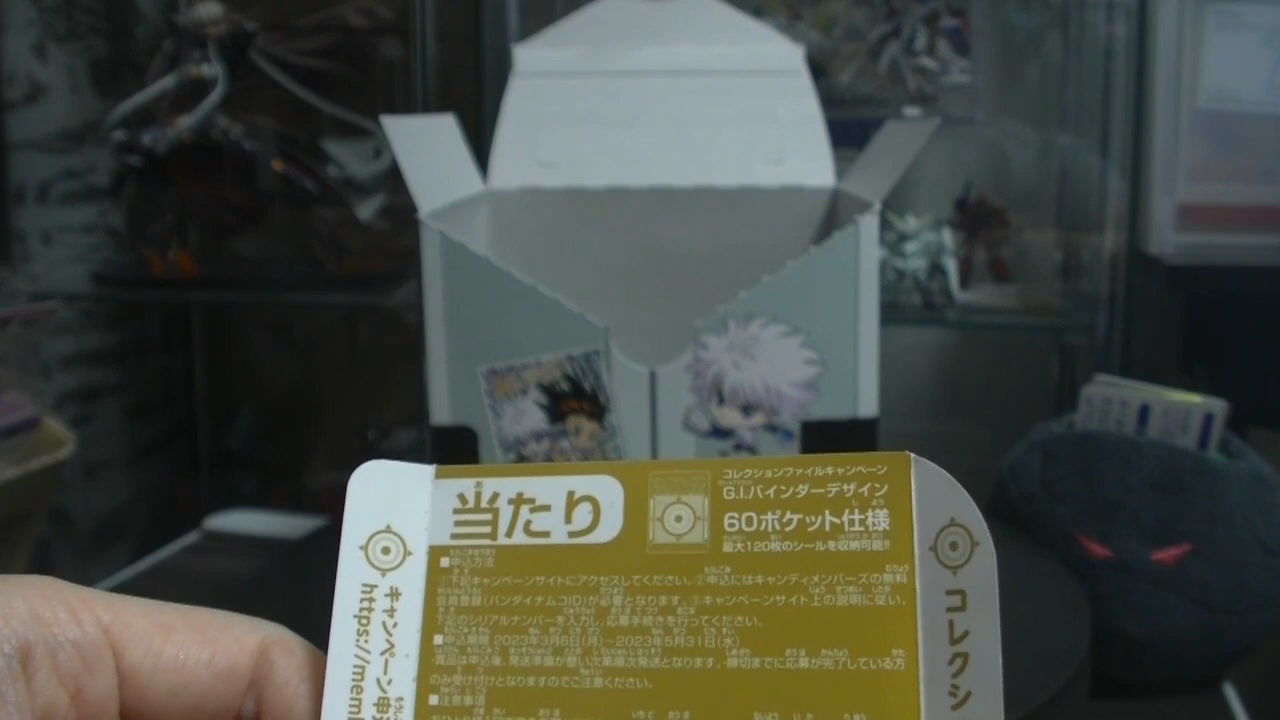 当たり
コレクションファイルキャンペーン
G.I.バインダーデザイン
60ポケット仕様
最大120枚のシールを収納可能!!
■申込方法
①下記キャンペーンサイトにアクセスしてください。②申込にはキャンディメンバーズの無料
会員登録(バンダイナムコID)が必要となります。③キャンペーンサイト上の説明に従い、
下記のシリアルナンバーを入力し、応募手続きを行ってください。
■申込期間 2023年3月6日(月)~2023年5月31日(水)
・賞品は申込後、発送準備が整い次第順次発送となります。・締切までに応募が完了している方
のみ受け付けとなりますのでご注意ください。
■注意事項
キャンペーン申
https://mem
コレクシ